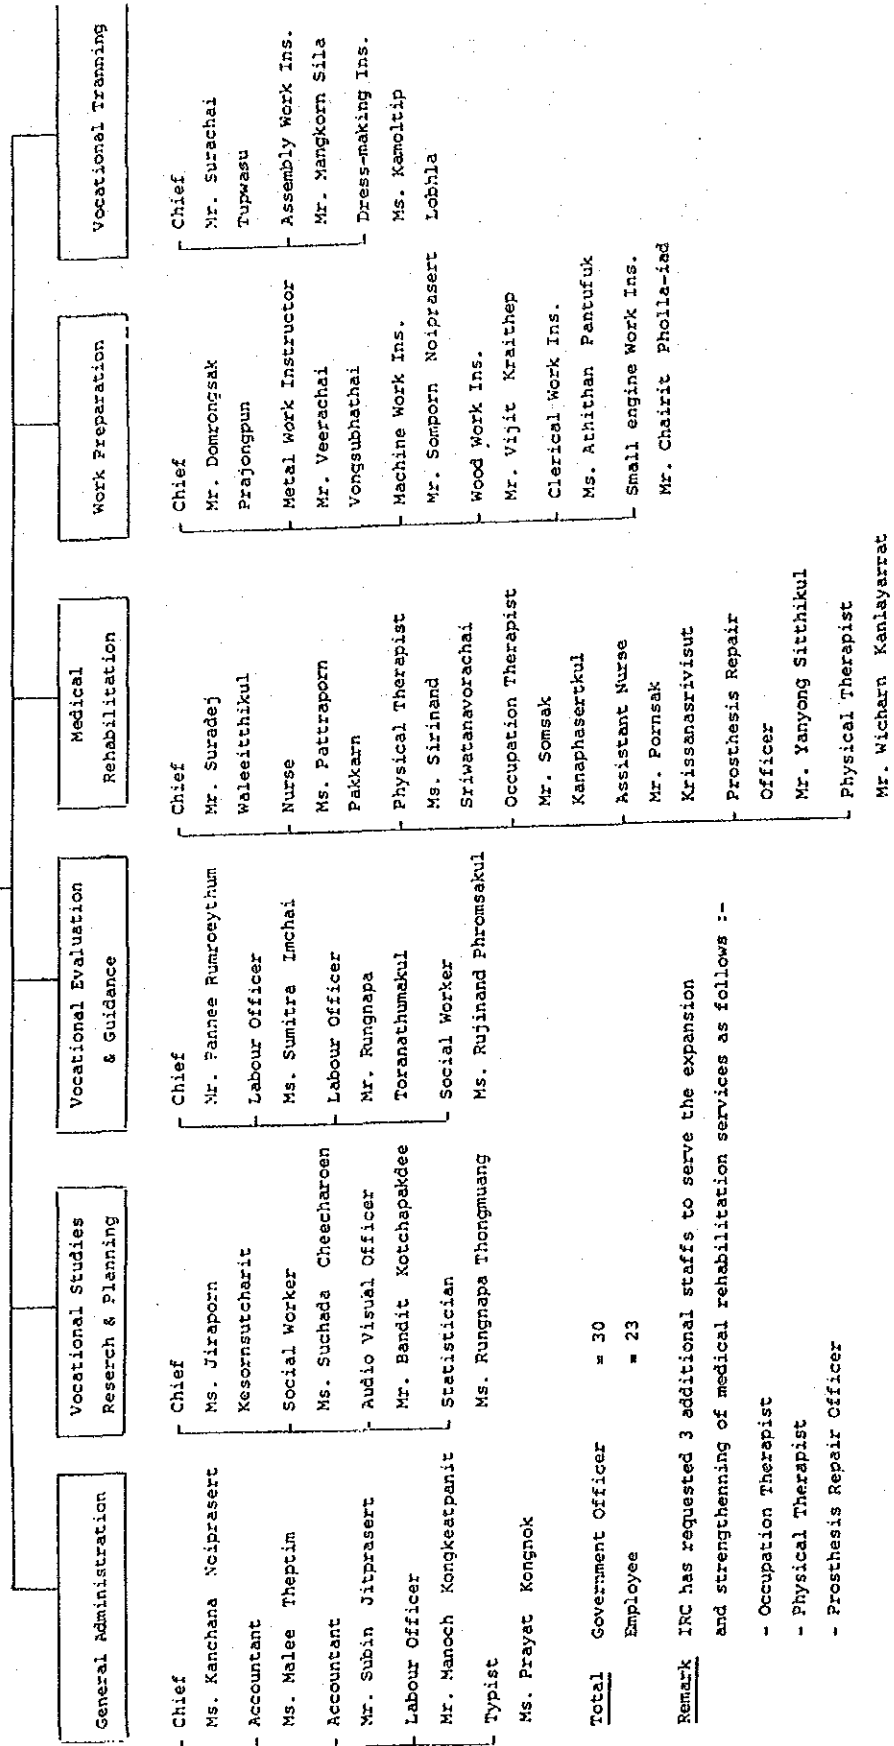 General Administration
Chief
Ms. Kanchana Noiprasert
Accountant
Ms. Malee Theptim
Accountant
Mr. Subin Jitprasert
Labour Officer
Mr. Manoch Kongkeatpanit
Typist
Ms. Prayat Kongnok
Vocational Studies
Reserch & Planning
Chief
Ms. Jiraporn
Kesornsutcharit
Social Worker
Ms. Suchada Cheecharoen
Audio Visual Officer
Mr. Bandit Kotchapakdee
Statistician
Ms. Rungnapa Thongmuang
Vocational Evaluation
& Guidance
Chief
Mr. Pannee Rumroeythum
Labour Officer
Ms. Sumitra Imchai
Labour Officer
Mr. Rungnapa
Toranathumakul
Social Worker
Ms. Rujinand Phromsakul
Medical
Rehabilitation
Chief
Mr. Suradej
Waleeitthikul
Nurse
Ms. Pattraporn
Pakkarn
Physical Therapist
Ms. Sirinand
Sriwatanavorachai
Occupation Therapist
Mr. Somsak
Kanaphasertkul
Assistant Nurse
Mr. Pornsak
Krissanasrivisut
Prosthesis Repair
Officer
Mr. Yanyong Sitthikul
Physical Therapist
Mr. Wicharn Kanlayarrat
Work Preparation
Chief
Mr. Domrongsak
Prajongpun
Metal Work Instructor
Mr. Veerachai
Vongsubhathai
Machine Work Ins.
Mr. Somporn Noiprasert
Wood Work Ins.
Mr. Vijit Kraithep
Clerical Work Ins.
Ms. Athithan Pantufuk
Small engine Work Ins.
Mr. Chairit Pholla-iad
Vocational Tranning
Chief
Mr. Surachai
Tupwasu
Assembly Work Ins.
Mr. Mangkorn Sila
Dress-making Ins.
Ms. Kamoltip
Lobhla
Total Government Officer = 30
Employee = 23
Remark IRC has requested 3 additional staffs to serve the expansion
and strengthenning of medical rehabilitation services as follows :-
- Occupation Therapist
- Physical Therapist
- Prosthesis Repair Officer